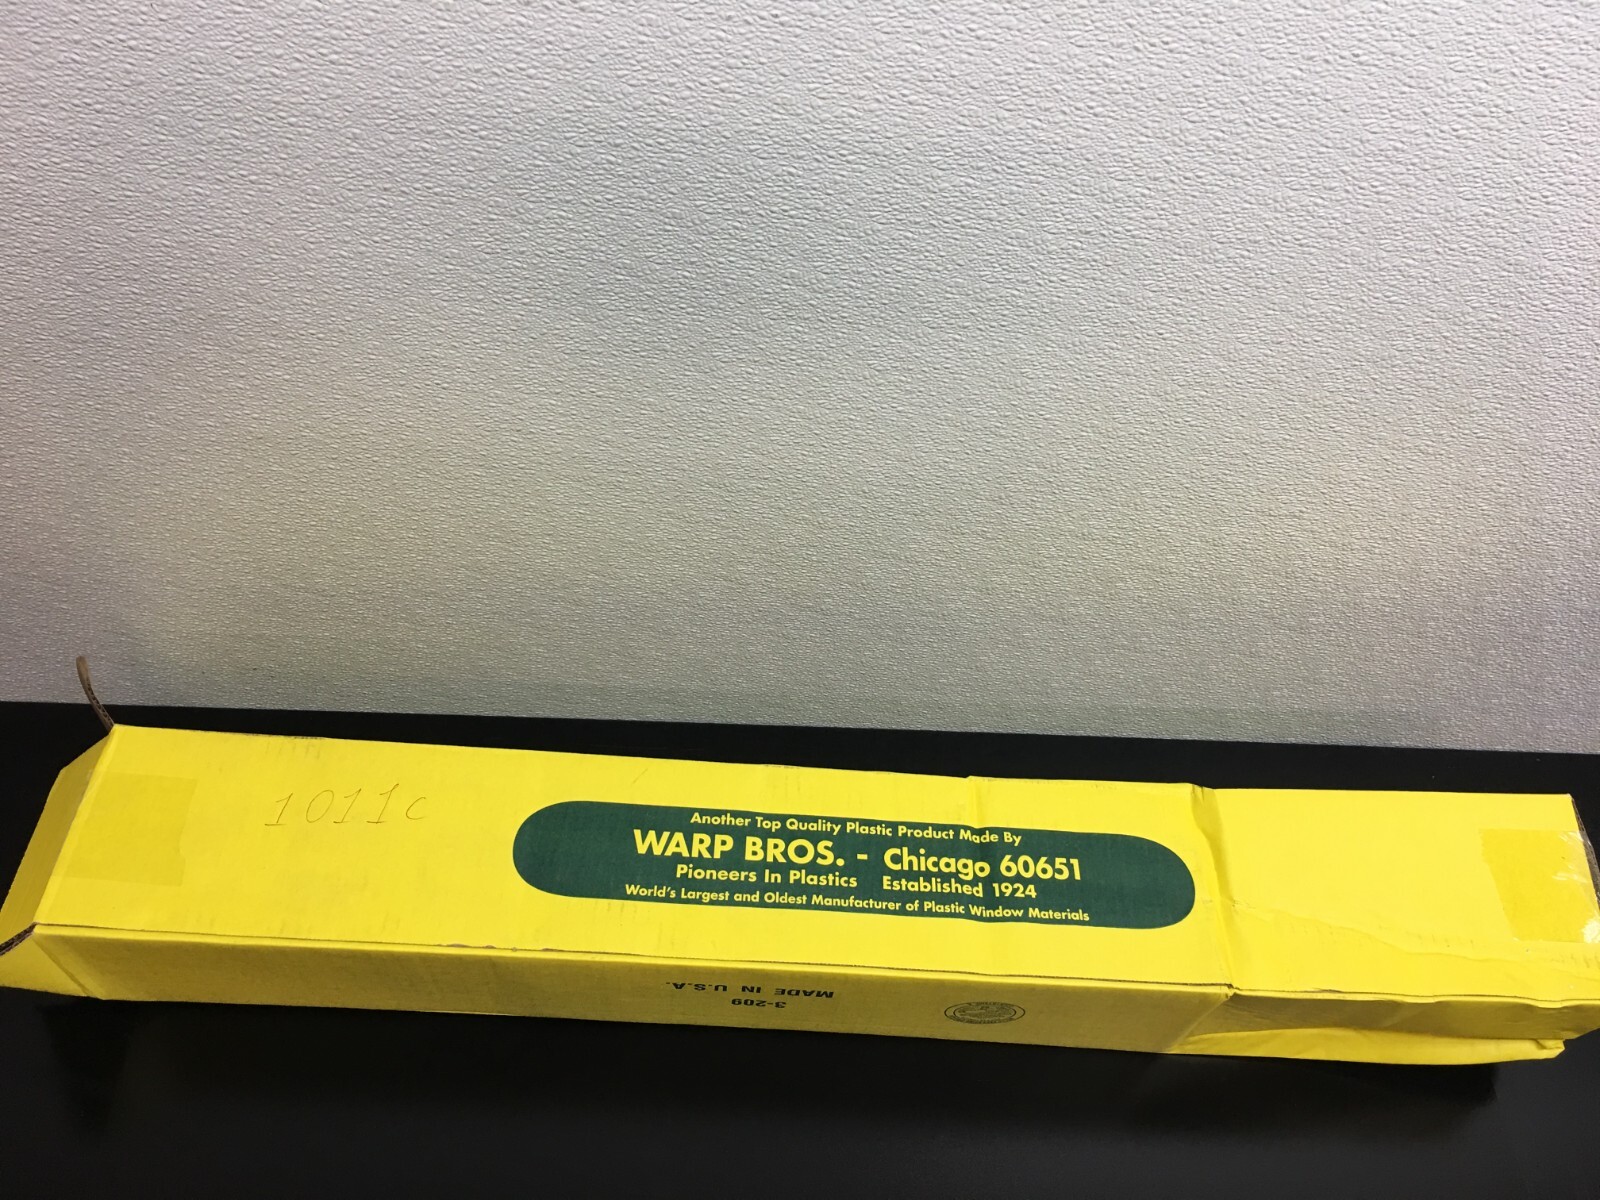 1011c
Another Top Quality Plastic Product Made By
WARP BROS. - Chicago 60651
Pioneers In Plastics Established 1924
World's Largest and Oldest Manufacturer of Plastic Window Materials
3-209
MADE IN U.S.A.